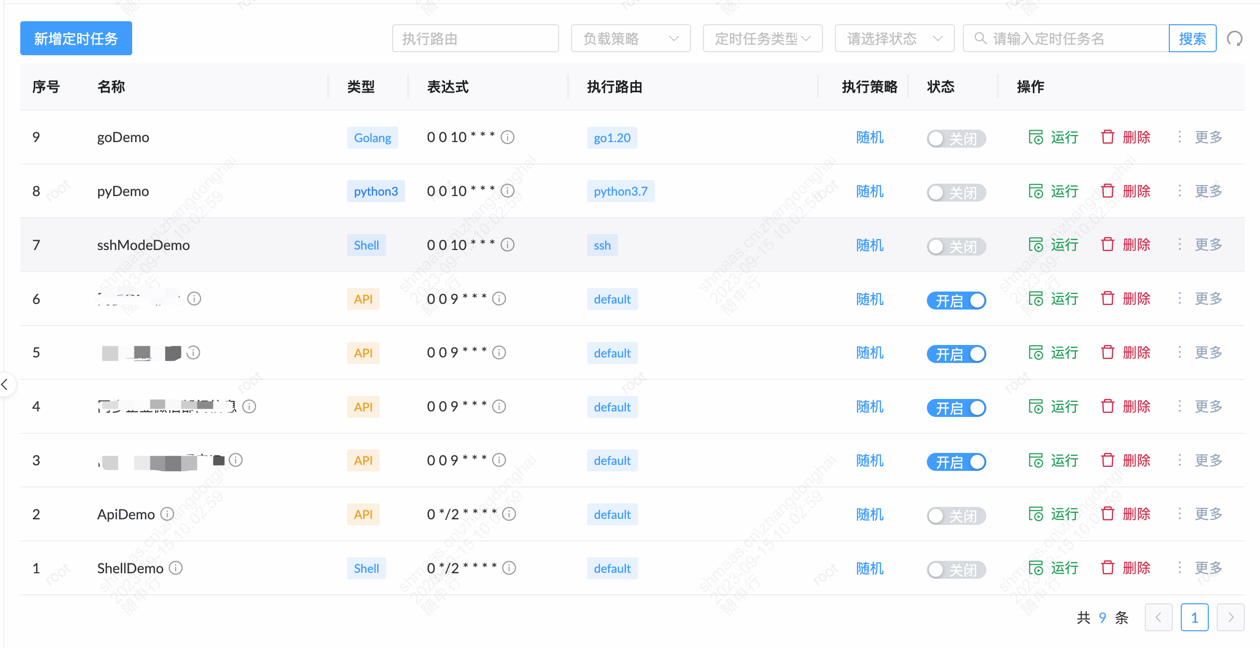 新增定时任务 执行路由 负载策略 定时任务类型 请选择状态 请输入定时任务名 搜索
序号 名称 类型 表达式 执行路由 执行策略 状态 操作
9 goDemo Golang 0 0 10 * * * go1.20 随机 关闭 运行 删除 更多
8 pyDemo python3 0 0 10 * * * python3.7 随机 关闭 运行 删除 更多
7 sshModeDemo Shell 0 0 10 * * * ssh 随机 关闭 运行 删除 更多
6 API 0 0 9 * * * default 随机 开启 运行 删除 更多
5 API 0 0 9 * * * default 随机 开启 运行 删除 更多
4 API 0 0 9 * * * default 随机 开启 运行 删除 更多
3 API 0 0 9 * * * default 随机 开启 运行 删除 更多
2 ApiDemo API 0 */2 * * * * default 随机 关闭 运行 删除 更多
1 ShellDemo Shell 0 */2 * * * * default 随机 关闭 运行 删除 更多
共 9 条 1
root
shmaas.cn\zhangdonghai
2023-09-15 10:02:59
随申行